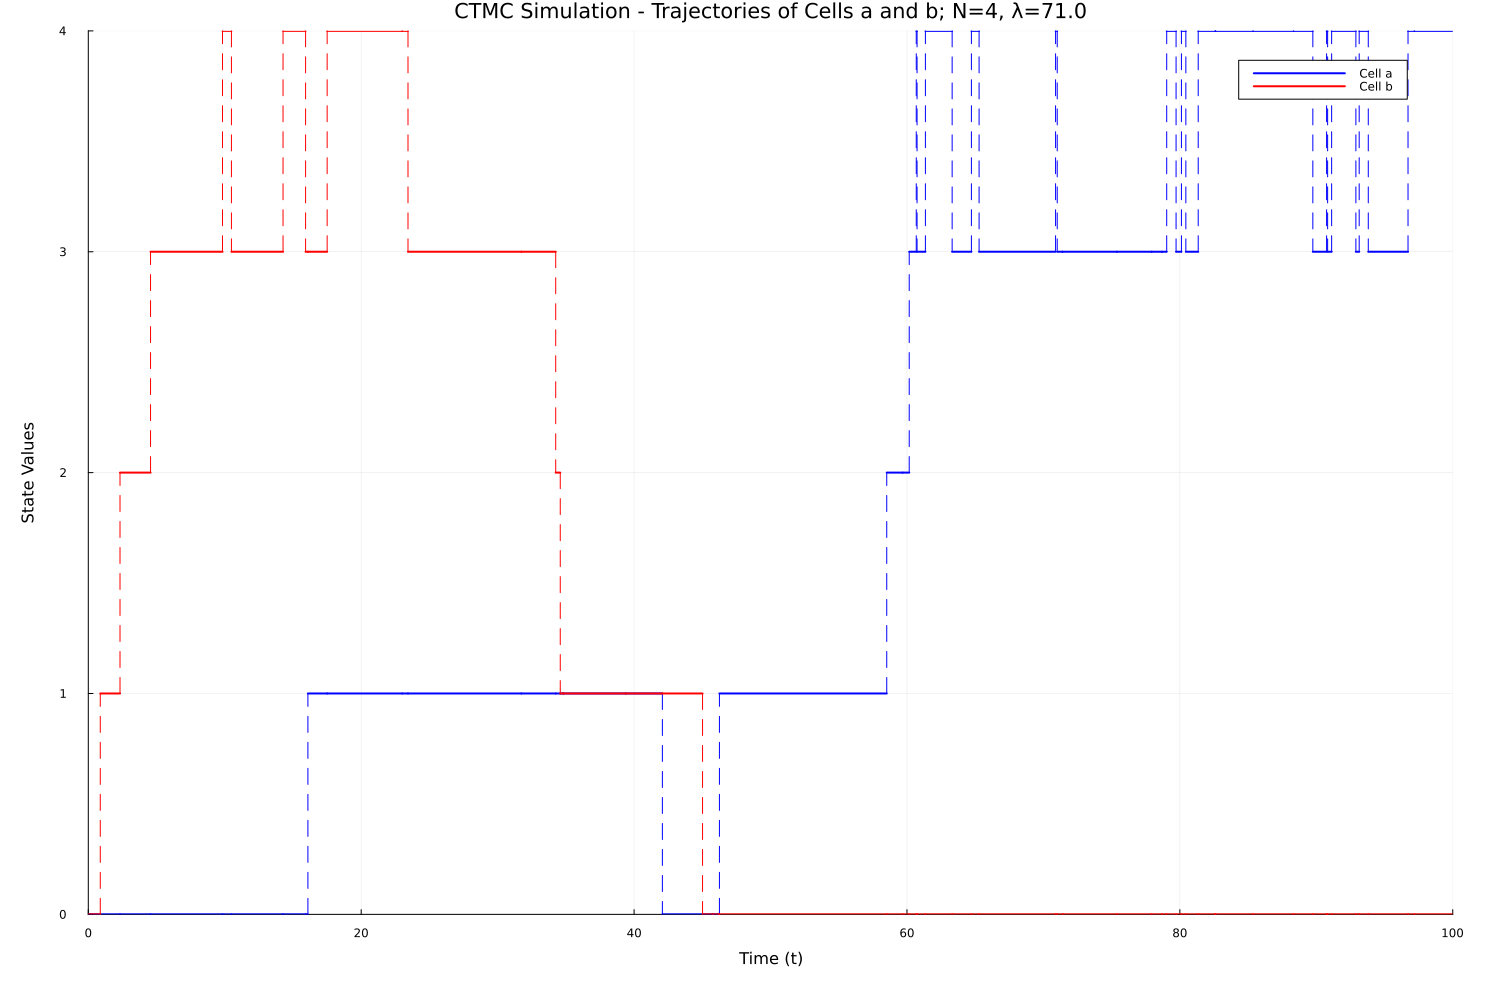 CTMC Simulation - Trajectories of Cells a and b; N=4, λ=71.0
4
Cell a
Cell b
3
State Values
2
1
0
0 20 40 60 80 100
Time (t)